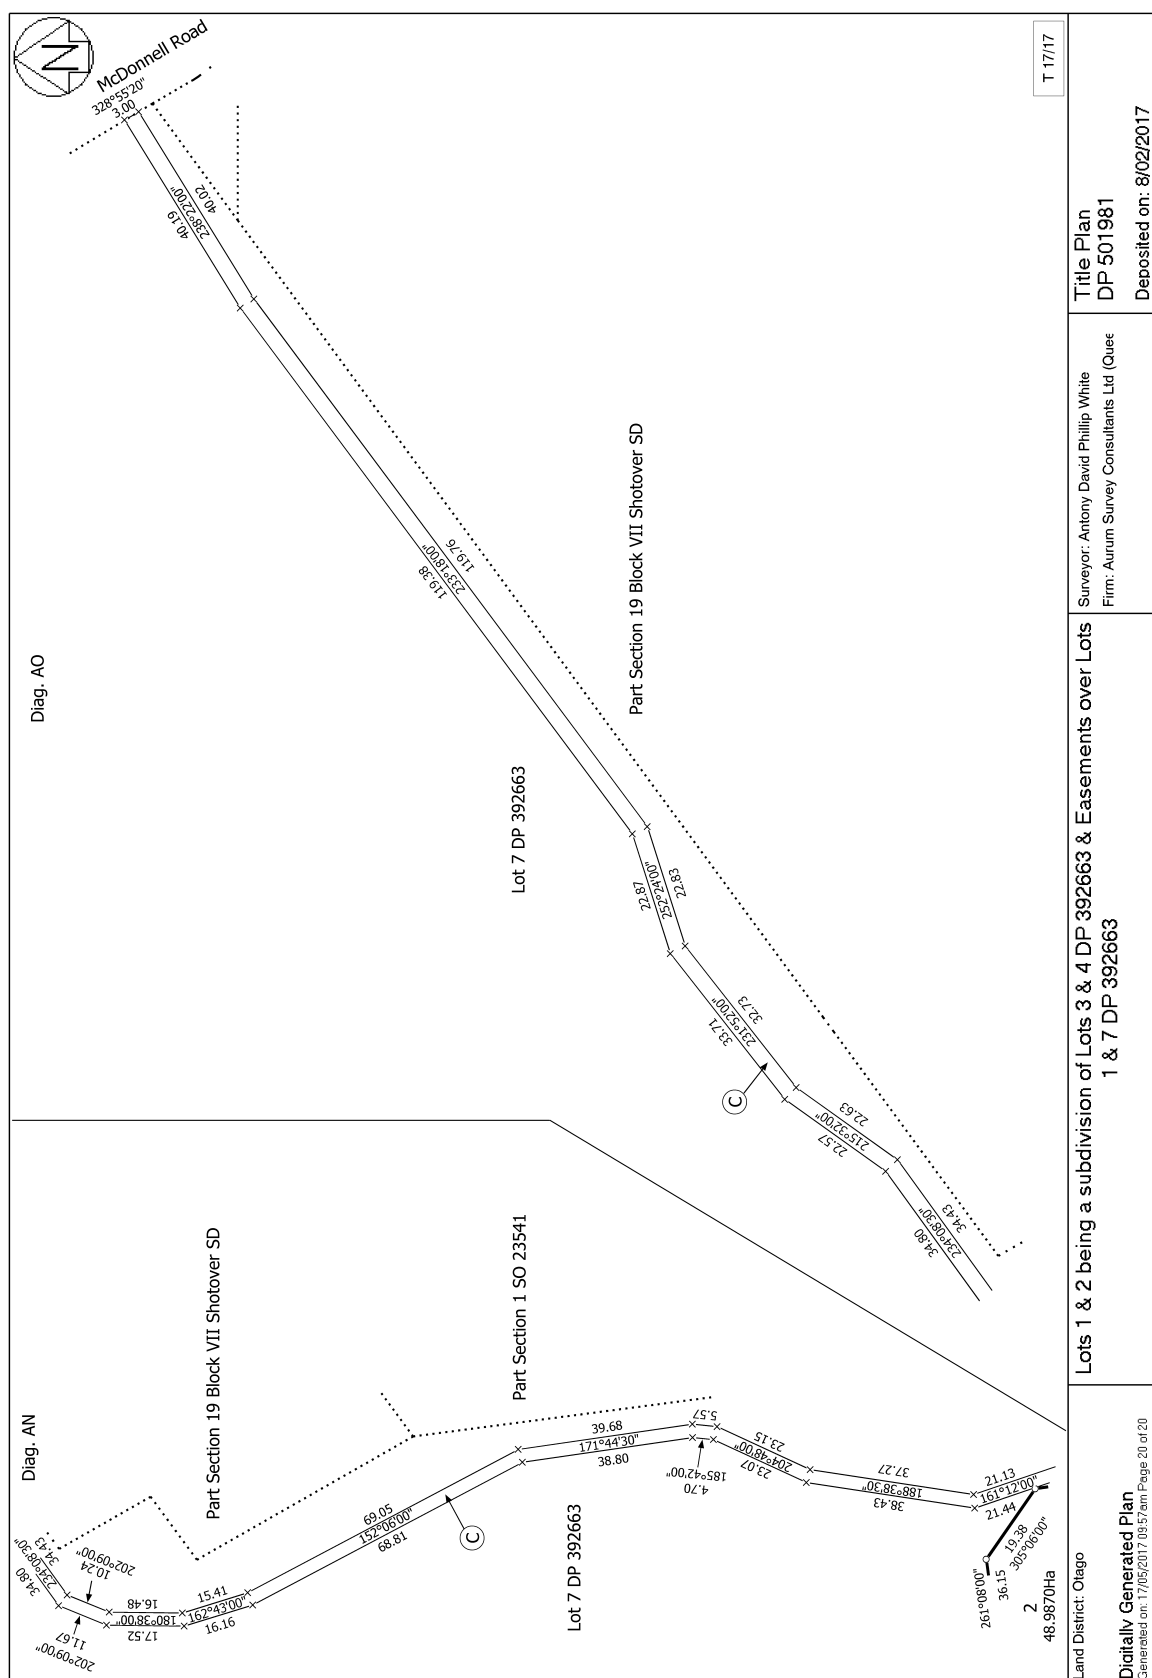 Diag. AO
N
McDonnell Road
328°55'20"
3.00
40.19
238°22'00"
40.02
119.38
233°18'00"
119.76
Lot 7 DP 392663
Part Section 19 Block VII Shotover SD
22.87
252°24'00"
22.83
33.71
231°52'00"
32.73
C
22.57
215°32'00"
22.63
34.80
234°08'30"
34.43
Diag. AN
34.80
234°08'30"
34.43
202°09'00"
10.24
11.67
202°09'00"
16.48
180°38'00"
17.52
15.41
162°43'00"
16.16
Part Section 19 Block VII Shotover SD
69.05
152°06'00"
68.81
C
Part Section 1 SO 23541
39.68
171°44'30"
38.80
Lot 7 DP 392663
5.57
185°42'00"
4.70
23.15
204°48'00"
23.07
37.27
188°38'30"
38.43
21.13
161°12'00"
21.44
19.38
305°06'00"
261°08'00"
36.15
2
48.9870Ha
T 17/17
Land District: Otago
Digitally Generated Plan
Generated on: 17/05/2017 09:57am Page 20 of 20
Lots 1 & 2 being a subdivision of Lots 3 & 4 DP 392663 & Easements over Lots
1 & 7 DP 392663
Surveyor: Antony David Phillip White
Firm: Aurum Survey Consultants Ltd (Quee
Title Plan
DP 501981
Deposited on: 8/02/2017